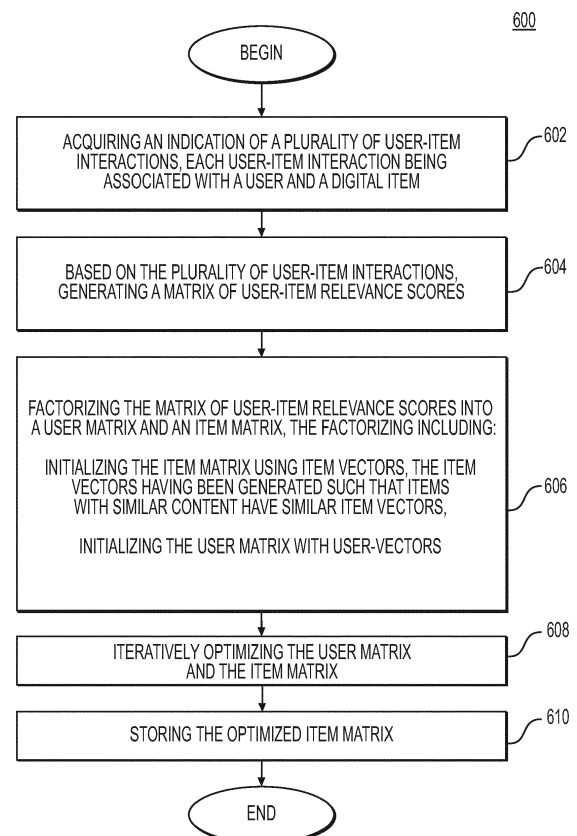 600
BEGIN
ACQUIRING AN INDICATION OF A PLURALITY OF USER-ITEM
INTERACTIONS, EACH USER-ITEM INTERACTION BEING
ASSOCIATED WITH A USER AND A DIGITAL ITEM
602
BASED ON THE PLURALITY OF USER-ITEM INTERACTIONS,
GENERATING A MATRIX OF USER-ITEM RELEVANCE SCORES
604
FACTORIZING THE MATRIX OF USER-ITEM RELEVANCE SCORES INTO
A USER MATRIX AND AN ITEM MATRIX, THE FACTORIZING INCLUDING:
INITIALIZING THE ITEM MATRIX USING ITEM VECTORS, THE ITEM
VECTORS HAVING BEEN GENERATED SUCH THAT ITEMS
WITH SIMILAR CONTENT HAVE SIMILAR ITEM VECTORS,
INITIALIZING THE USER MATRIX WITH USER-VECTORS
606
ITERATIVELY OPTIMIZING THE USER MATRIX
AND THE ITEM MATRIX
608
STORING THE OPTIMIZED ITEM MATRIX
610
END